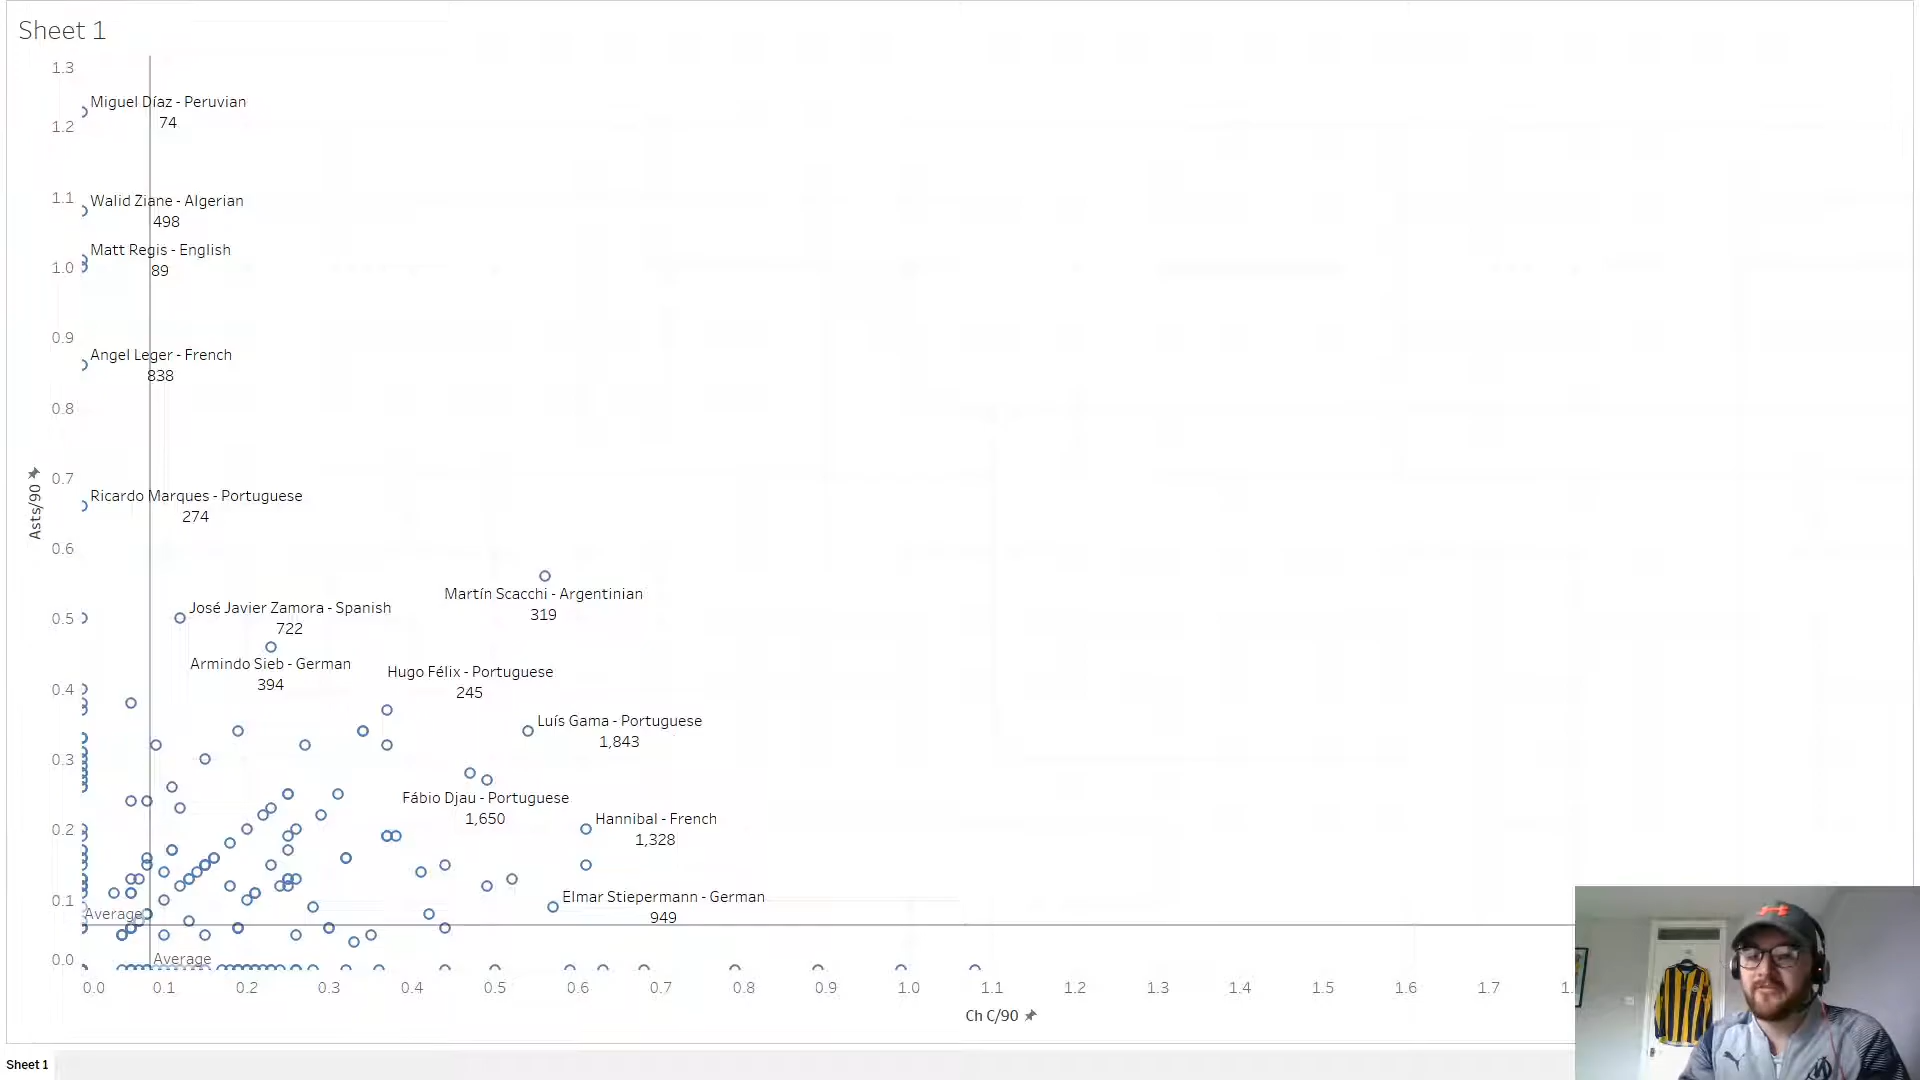 Sheet 1
1.3
Miguel Díaz - Peruvian
74
1.2
1.1
Walid Ziane - Algerian
498
Matt Regis - English
89
1.0
0.9
Angel Leger - French
838
0.8
0.7
Ricardo Marques - Portuguese
274
Asts/90
0.6
Martín Scacchi - Argentinian
319
José Javier Zamora - Spanish
722
0.5
Armindo Sieb - German
394
Hugo Félix - Portuguese
245
0.4
Luís Gama - Portuguese
1,843
0.3
Fábio Djau - Portuguese
1,650
Hannibal - French
1,328
0.2
Elmar Stiepermann - German
949
0.1
Average
Average
0.0
0.0 0.1 0.2 0.3 0.4 0.5 0.6 0.7 0.8 0.9 1.0 1.1 1.2 1.3 1.4 1.5 1.6 1.7 1.
Ch C/90
Sheet 1